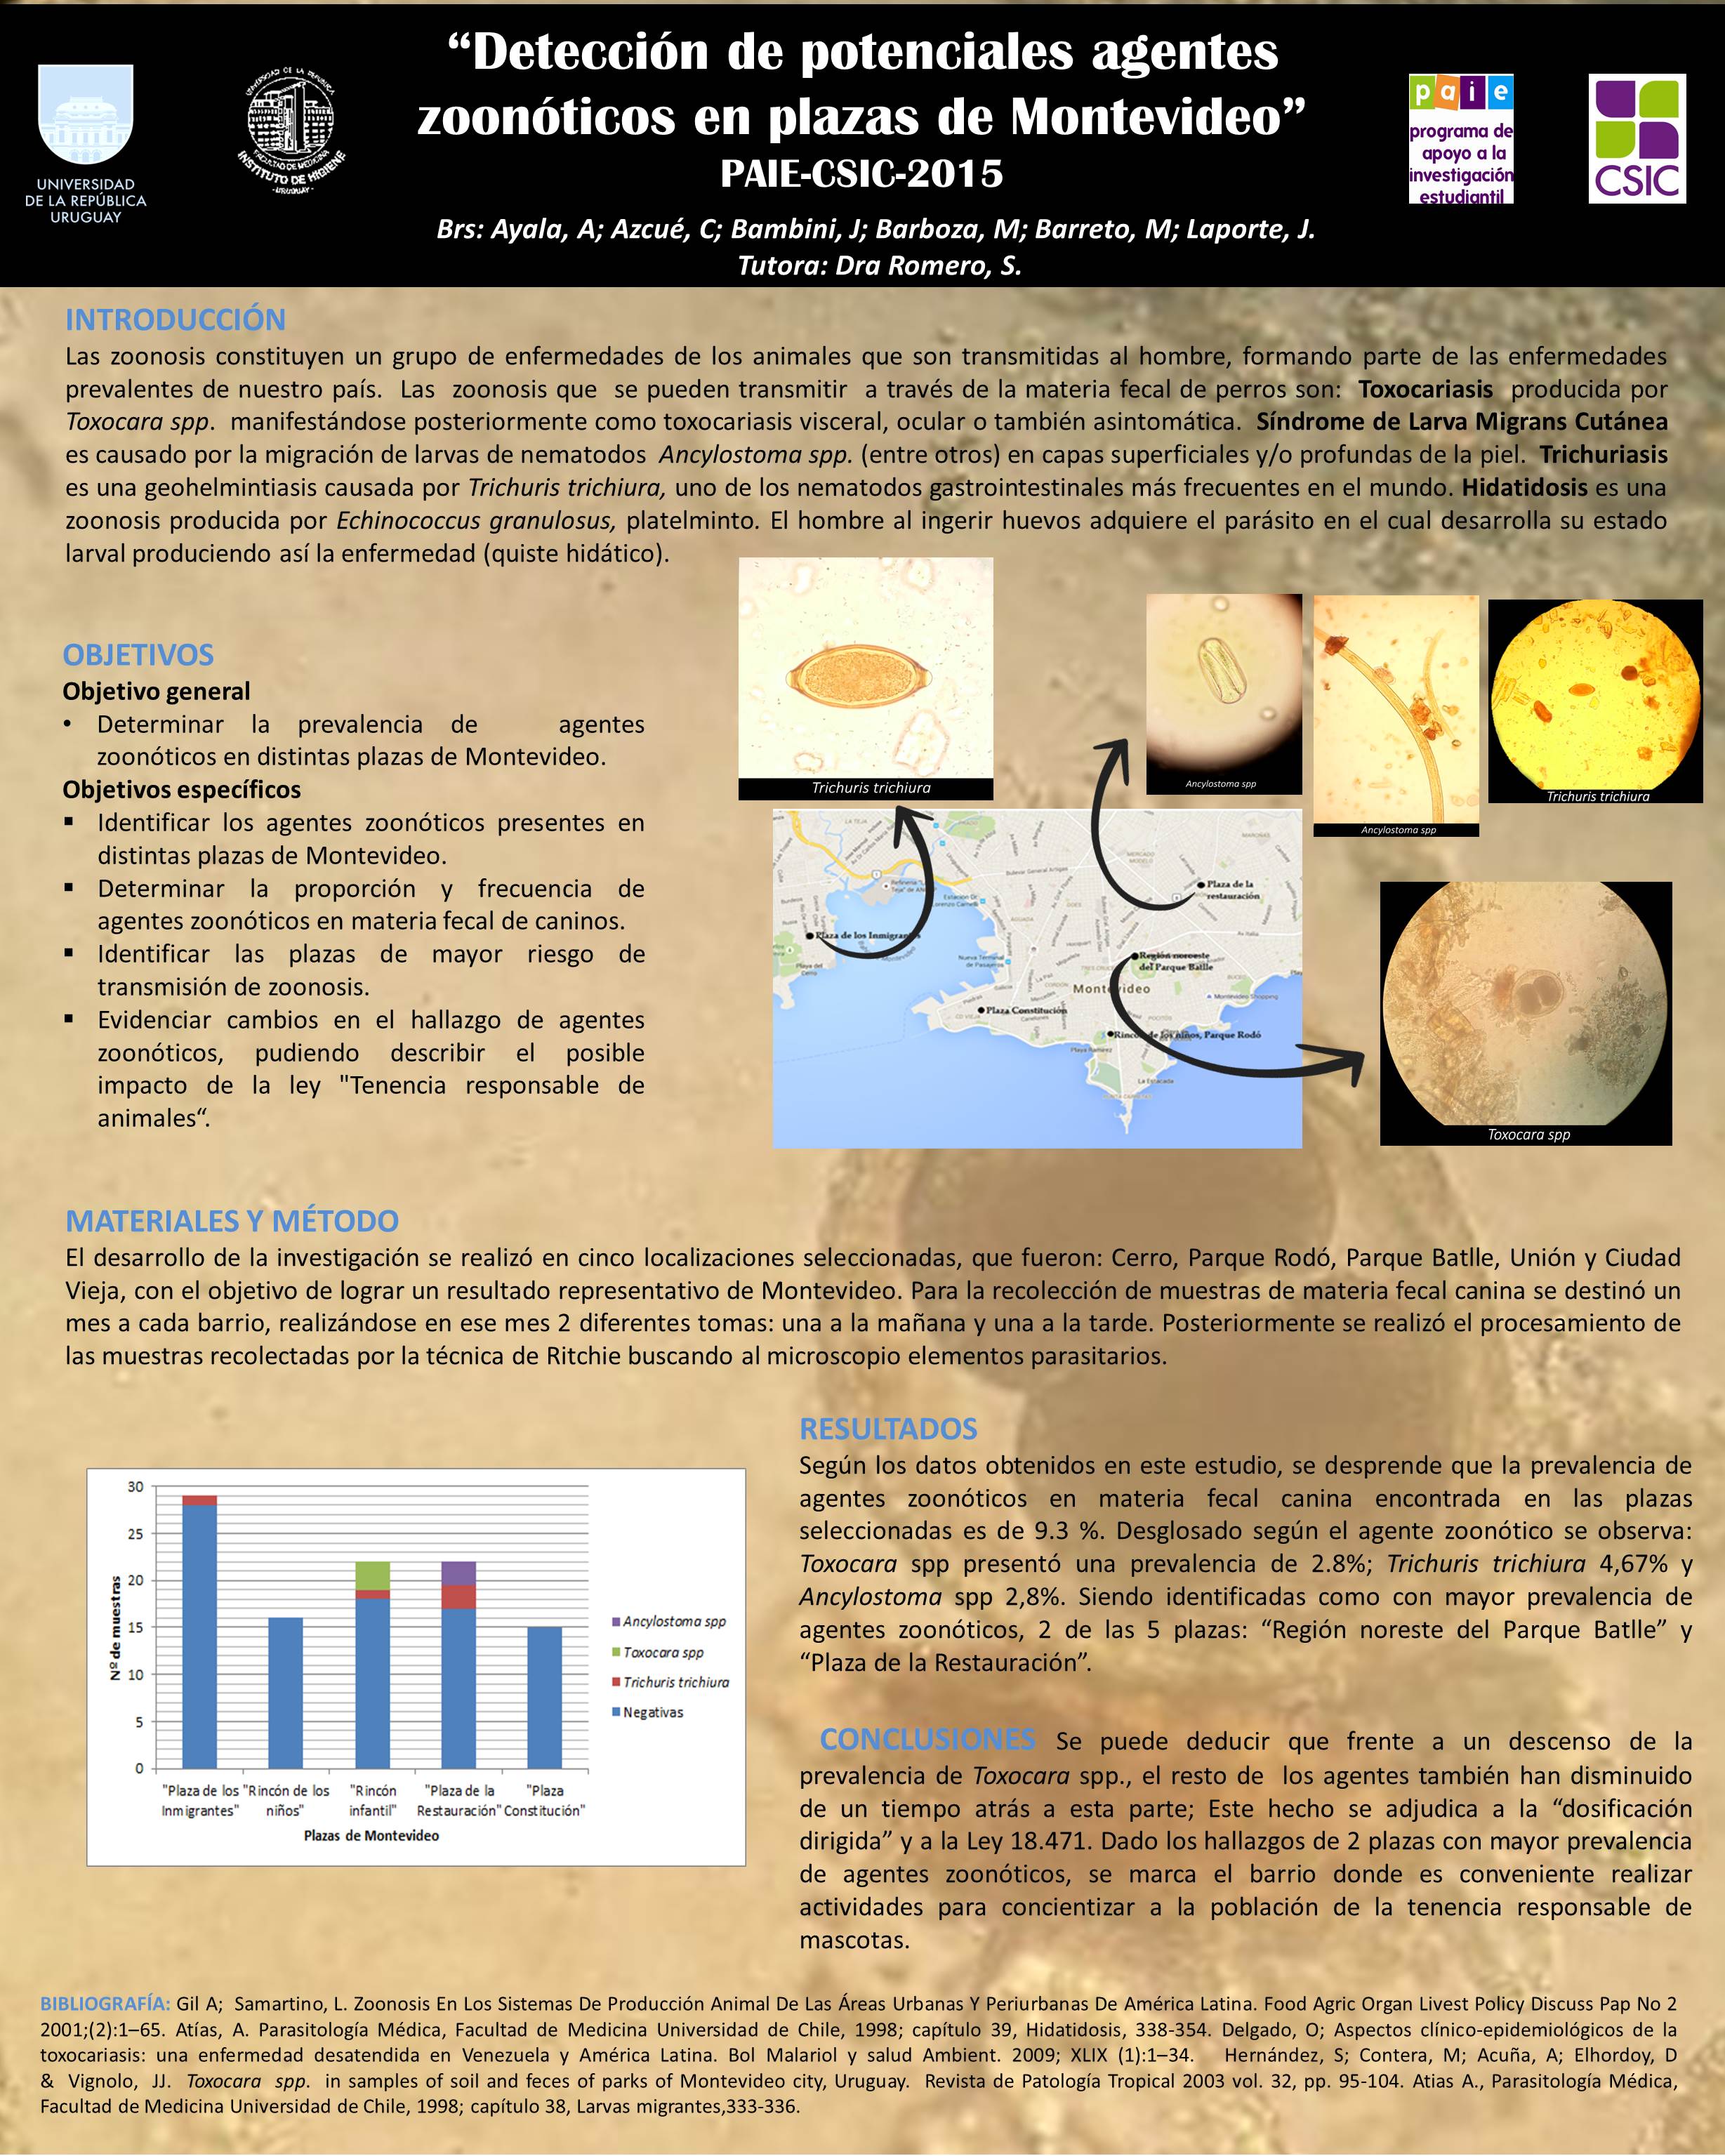 “Detección de potenciales agentes
zoonóticos en plazas de Montevideo”
PAIE-CSIC-2015
Brs: Ayala, A; Azcué, C; Bambini, J; Barboza, M; Barreto, M; Laporte, J.
Tutora: Dra Romero, S.
UNIVERSIDAD
DE LA REPÚBLICA
URUGUAY
UNIVERSIDAD DE LA REPÚBLICA
FACULTAD DE MEDICINA
INSTITUTO DE HIGIENE
- URUGUAY -
paie
programa de
apoyo a la
investigación
estudiantil
CSIC
INTRODUCCIÓN
Las zoonosis constituyen un grupo de enfermedades de los animales que son transmitidas al hombre, formando parte de las enfermedades
prevalentes de nuestro país. Las zoonosis que se pueden transmitir a través de la materia fecal de perros son: Toxocariasis producida por
Toxocara spp. manifestándose posteriormente como toxocariasis visceral, ocular o también asintomática. Síndrome de Larva Migrans Cutánea
es causado por la migración de larvas de nematodos Ancylostoma spp. (entre otros) en capas superficiales y/o profundas de la piel. Trichuriasis
es una geohelmintiasis causada por Trichuris trichiura, uno de los nematodos gastrointestinales más frecuentes en el mundo. Hidatidosis es una
zoonosis producida por Echinococcus granulosus, platelminto. El hombre al ingerir huevos adquiere el parásito en el cual desarrolla su estado
larval produciendo así la enfermedad (quiste hidático).
OBJETIVOS
Objetivo general
• Determinar la prevalencia de agentes
zoonóticos en distintas plazas de Montevideo.
Objetivos específicos
▪ Identificar los agentes zoonóticos presentes en
distintas plazas de Montevideo.
▪ Determinar la proporción y frecuencia de
agentes zoonóticos en materia fecal de caninos.
▪ Identificar las plazas de mayor riesgo de
transmisión de zoonosis.
▪ Evidenciar cambios en el hallazgo de agentes
zoonóticos, pudiendo describir el posible
impacto de la ley "Tenencia responsable de
animales“.
Trichuris trichiura
Ancylostoma spp
Ancylostoma spp
Trichuris trichiura
Toxocara spp
LA TEJA
Plaza de la
restauración
Plaza de los Inmigrantes
Región noroeste
del Parque Batlle
Montevideo
Montevideo Shopping
Plaza Constitución
Rincón de los niños, Parque Rodó
Playa Ramírez
La Estacada
MATERIALES Y MÉTODO
El desarrollo de la investigación se realizó en cinco localizaciones seleccionadas, que fueron: Cerro, Parque Rodó, Parque Batlle, Unión y Ciudad
Vieja, con el objetivo de lograr un resultado representativo de Montevideo. Para la recolección de muestras de materia fecal canina se destinó un
mes a cada barrio, realizándose en ese mes 2 diferentes tomas: una a la mañana y una a la tarde. Posteriormente se realizó el procesamiento de
las muestras recolectadas por la técnica de Ritchie buscando al microscopio elementos parasitarios.
30
25
20
15
10
5
0
Nº de muestras
"Plaza de los
Inmigrantes"
"Rincón de los
niños"
"Rincón
infantil"
"Plaza de la
Restauración"
"Plaza
Constitución"
Plazas de Montevideo
Ancylostoma spp
Toxocara spp
Trichuris trichiura
Negativas
RESULTADOS
Según los datos obtenidos en este estudio, se desprende que la prevalencia de
agentes zoonóticos en materia fecal canina encontrada en las plazas
seleccionadas es de 9.3 %. Desglosado según el agente zoonótico se observa:
Toxocara spp presentó una prevalencia de 2.8%; Trichuris trichiura 4,67% y
Ancylostoma spp 2,8%. Siendo identificadas como con mayor prevalencia de
agentes zoonóticos, 2 de las 5 plazas: “Región noreste del Parque Batlle” y
“Plaza de la Restauración”.
CONCLUSIONES Se puede deducir que frente a un descenso de la
prevalencia de Toxocara spp., el resto de los agentes también han disminuido
de un tiempo atrás a esta parte; Este hecho se adjudica a la “dosificación
dirigida” y a la Ley 18.471. Dado los hallazgos de 2 plazas con mayor prevalencia
de agentes zoonóticos, se marca el barrio donde es conveniente realizar
actividades para concientizar a la población de la tenencia responsable de
mascotas.
BIBLIOGRAFÍA: Gil A; Samartino, L. Zoonosis En Los Sistemas De Producción Animal De Las Áreas Urbanas Y Periurbanas De América Latina. Food Agric Organ Livest Policy Discuss Pap No 2
2001;(2):1–65. Atías, A. Parasitología Médica, Facultad de Medicina Universidad de Chile, 1998; capítulo 39, Hidatidosis, 338-354. Delgado, O; Aspectos clínico-epidemiológicos de la
toxocariasis: una enfermedad desatendida en Venezuela y América Latina. Bol Malariol y salud Ambient. 2009; XLIX (1):1–34. Hernández, S; Contera, M; Acuña, A; Elhordoy, D
& Vignolo, JJ. Toxocara spp. in samples of soil and feces of parks of Montevideo city, Uruguay. Revista de Patología Tropical 2003 vol. 32, pp. 95-104. Atias A., Parasitología Médica,
Facultad de Medicina Universidad de Chile, 1998; capítulo 38, Larvas migrantes,333-336.